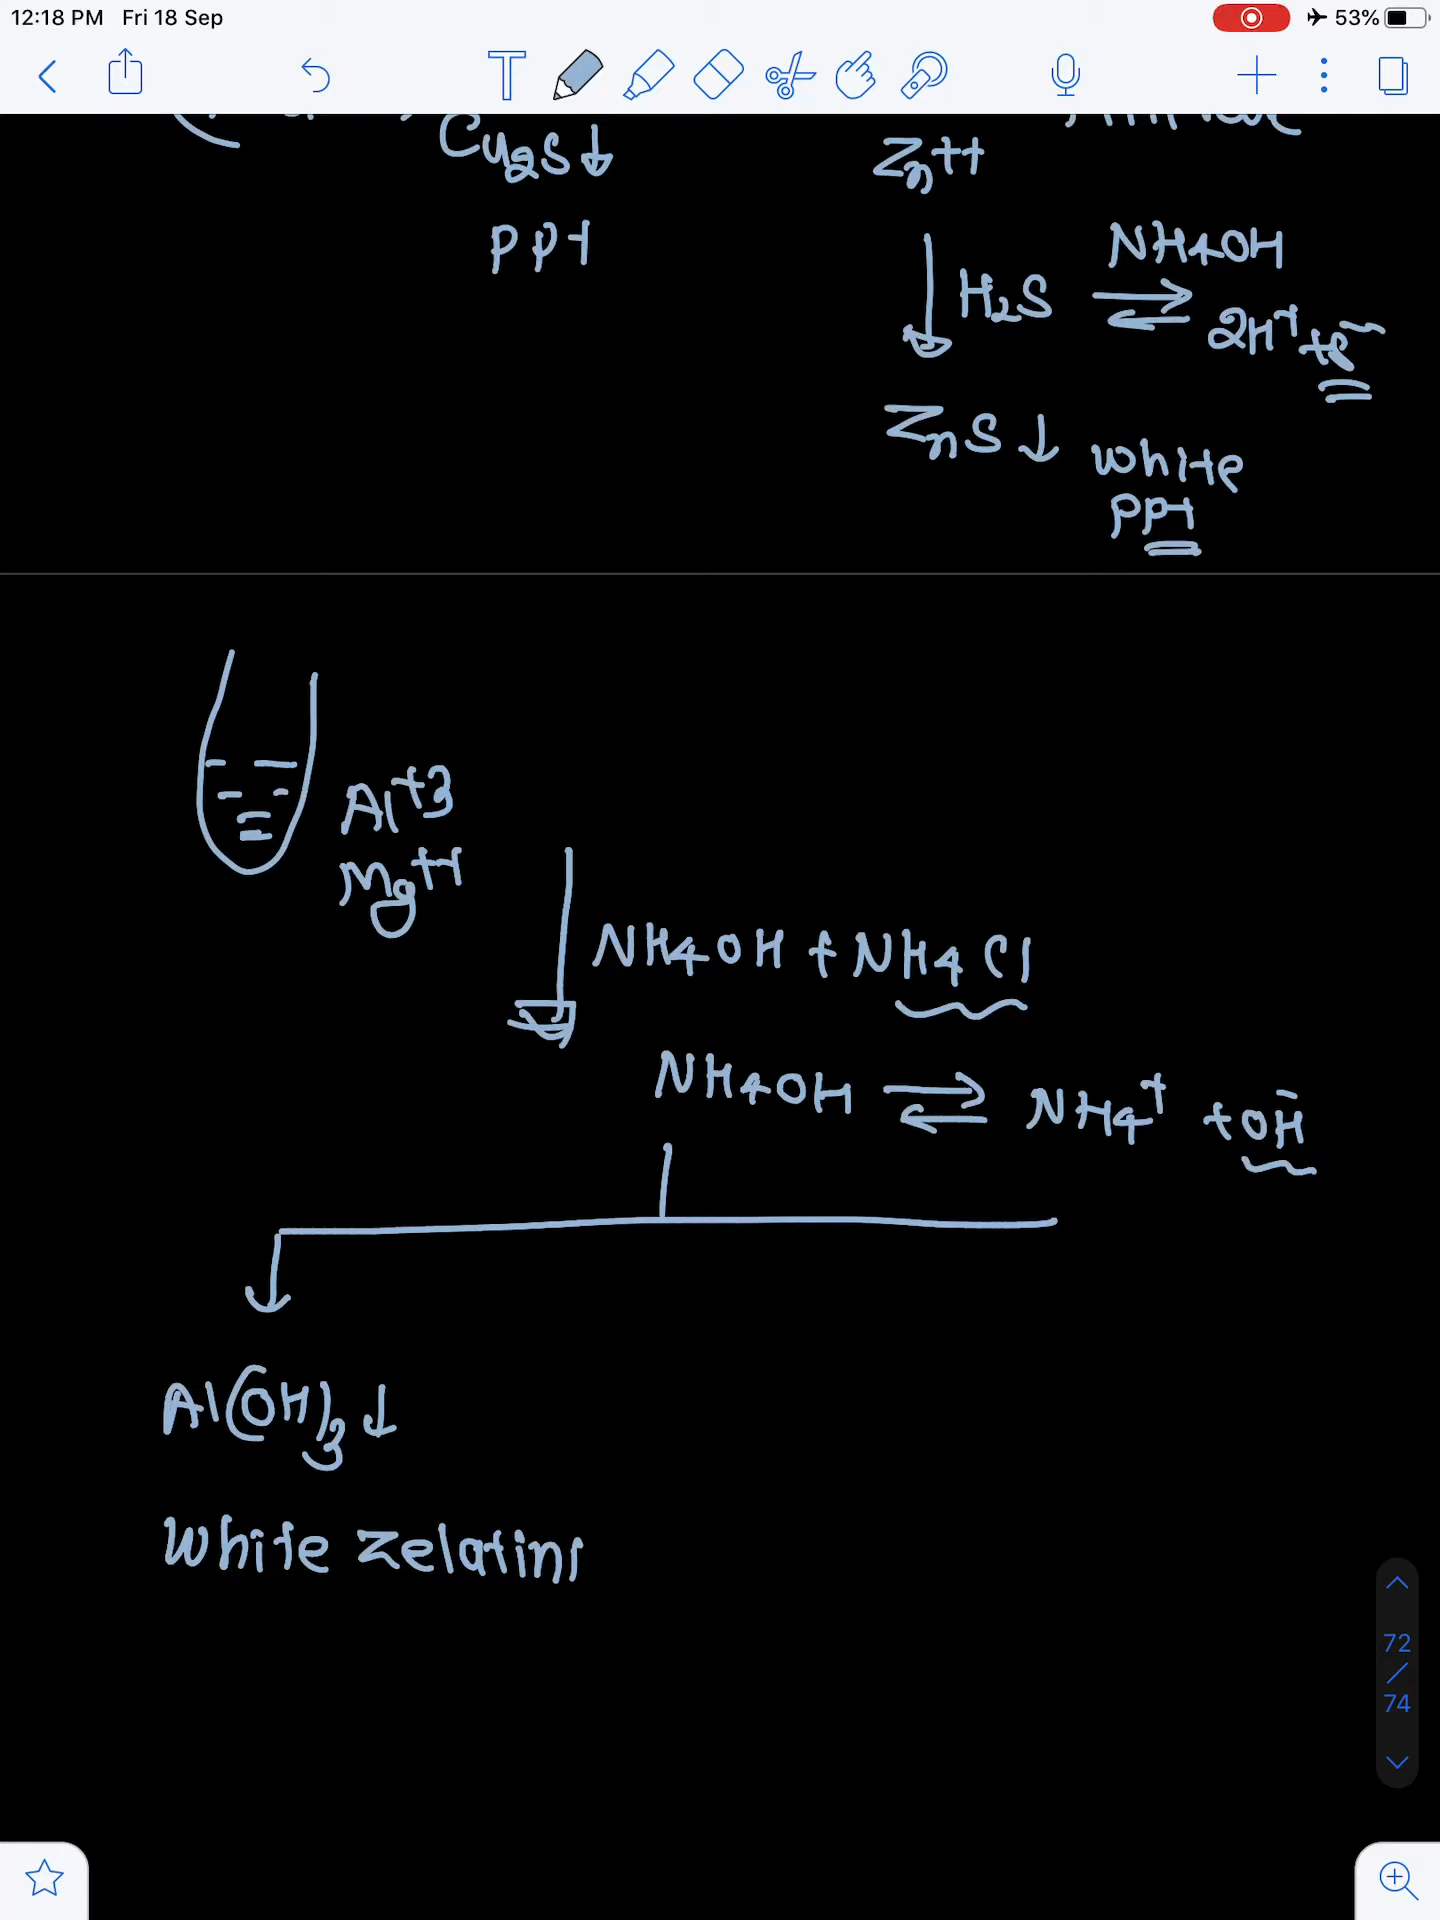 12:18 PM Fri 18 Sep
53%
T
Cu2S↓
ppt
Zn++
H2S ⇌ NH4OH
2H+ + S--
ZnS↓ white
ppt
Al+3
Mg++
NH4OH + NH4Cl
NH4OH ⇌ NH4+ + OH-
Al(OH)3↓
White Zelatins
72
/
74